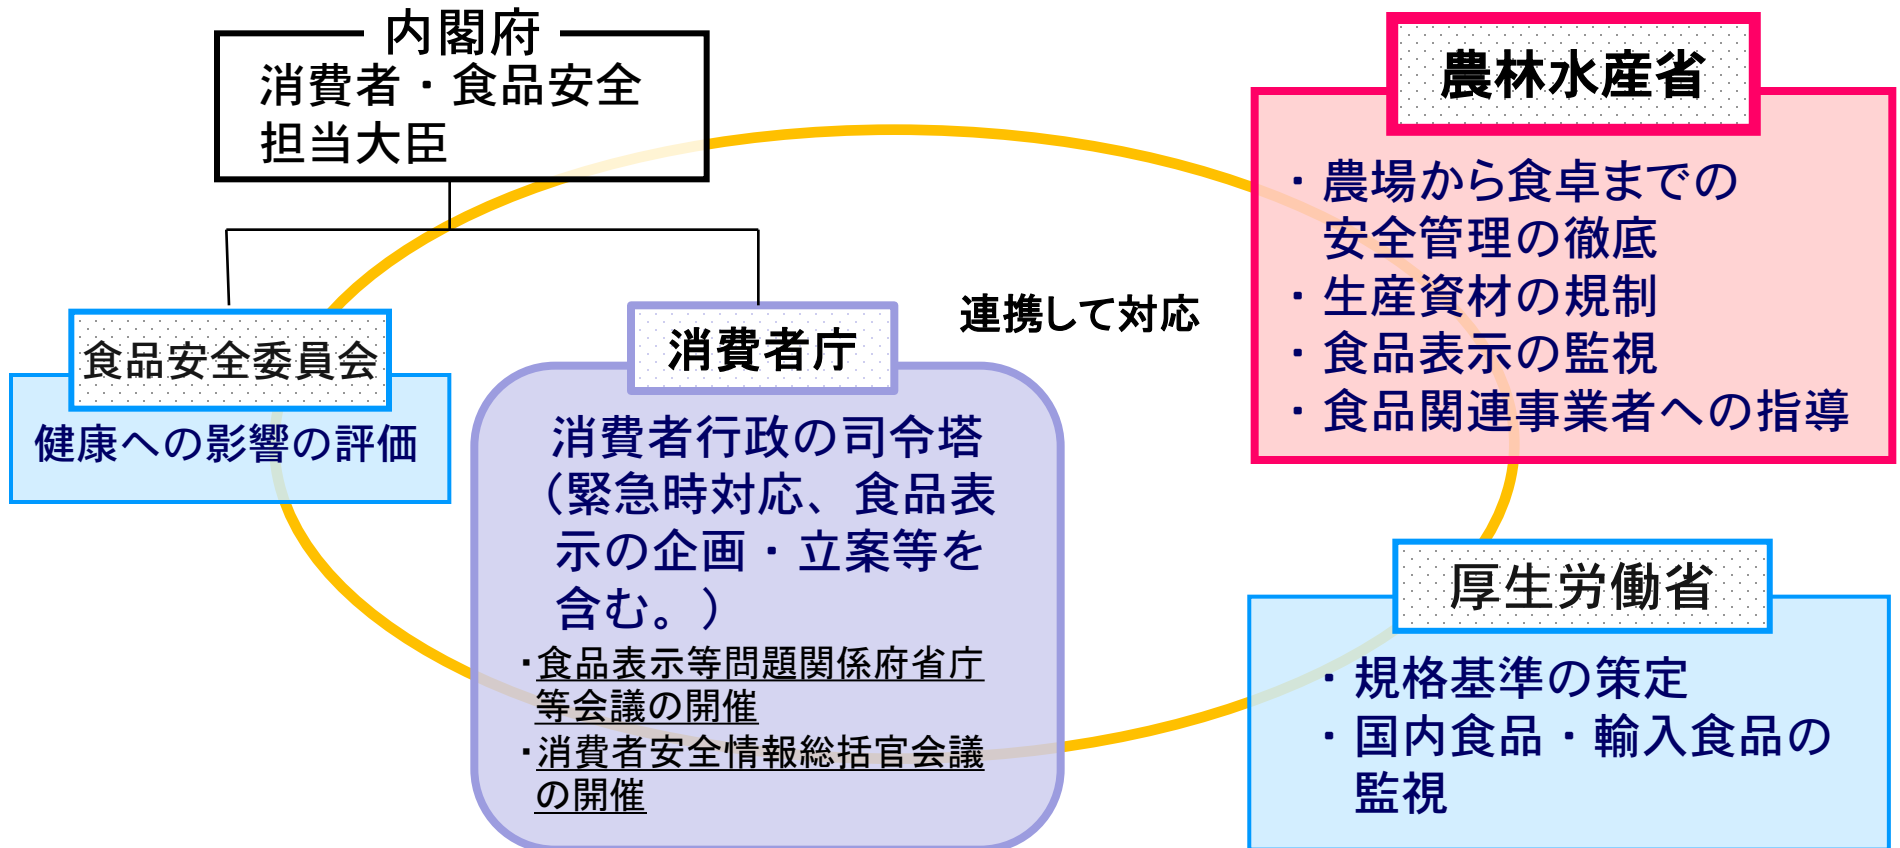 内閣府
消費者・食品安全
担当大臣
農林水産省
・農場から食卓までの
安全管理の徹底
・生産資材の規制
・食品表示の監視
・食品関連事業者への指導
連携して対応
食品安全委員会
健康への影響の評価
消費者庁
消費者行政の司令塔
（緊急時対応、食品表
示の企画・立案等を
含む。）
・食品表示等問題関係府省庁
等会議の開催
・消費者安全情報総括官会議
の開催
厚生労働省
・規格基準の策定
・国内食品・輸入食品の
監視